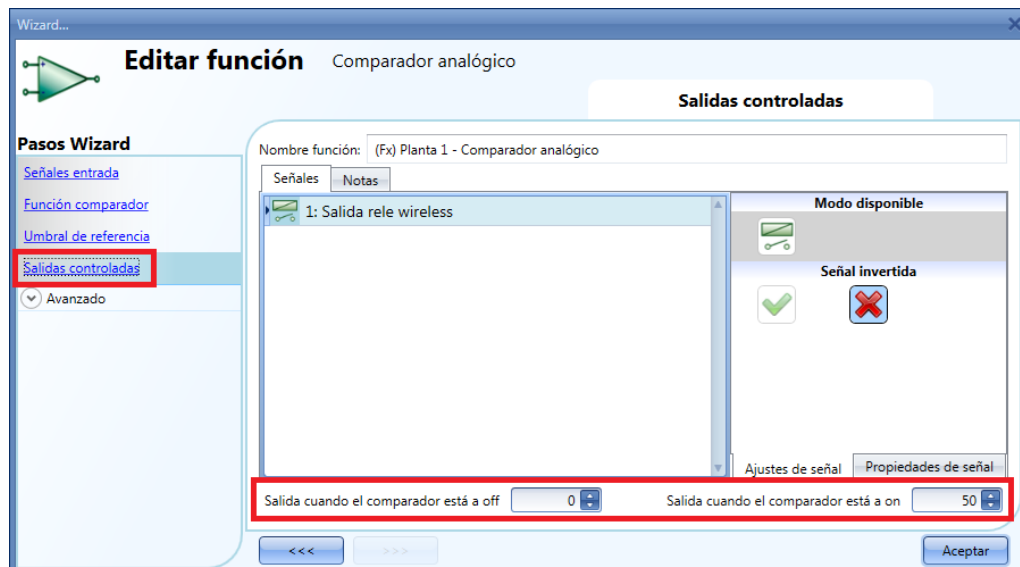 Wizard...
Editar función Comparador analógico
Salidas controladas
Pasos Wizard
Señales entrada
Función comparador
Umbral de referencia
Salidas controladas
Avanzado
Nombre función: (Fx) Planta 1 - Comparador analógico
Señales Notas
1: Salida rele wireless
Modo disponible
Señal invertida
Ajustes de señal Propiedades de señal
Salida cuando el comparador está a off 0 Salida cuando el comparador está a on 50
<<< >>> Aceptar